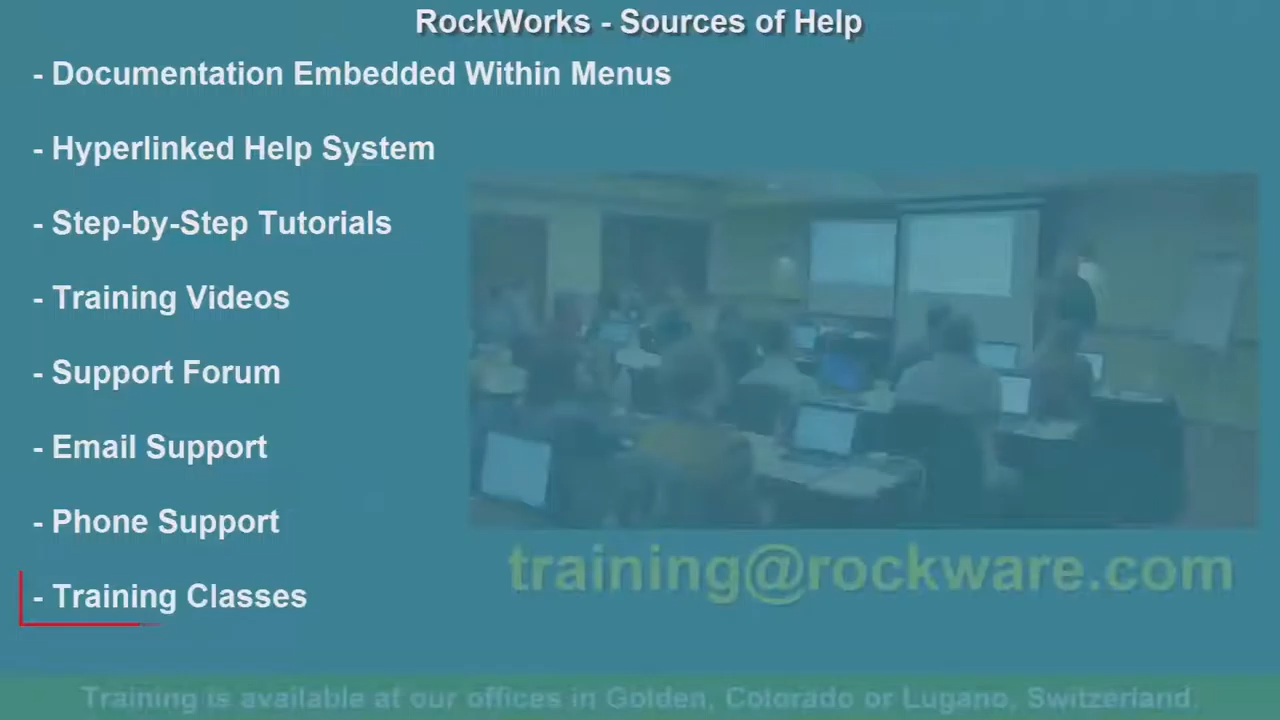 RockWorks - Sources of Help
- Documentation Embedded Within Menus
- Hyperlinked Help System
- Step-by-Step Tutorials
- Training Videos
- Support Forum
- Email Support
- Phone Support
- Training Classes
training@rockware.com
Training is available at our offices in Golden, Colorado or Lugano, Switzerland.